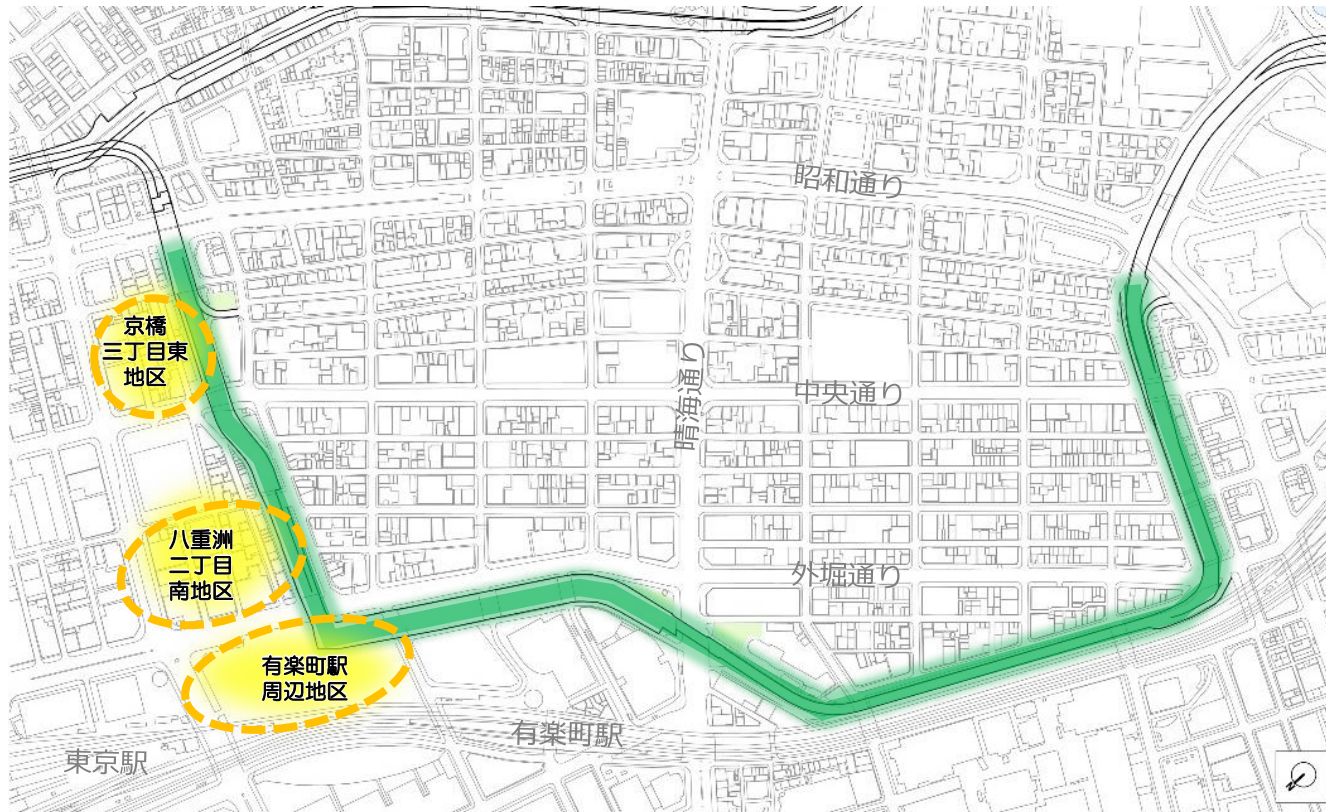 昭和通り
京橋
三丁目東
地区
中央通り
晴海通り
八重洲
二丁目
南地区
外堀通り
有楽町駅
周辺地区
有楽町駅
東京駅